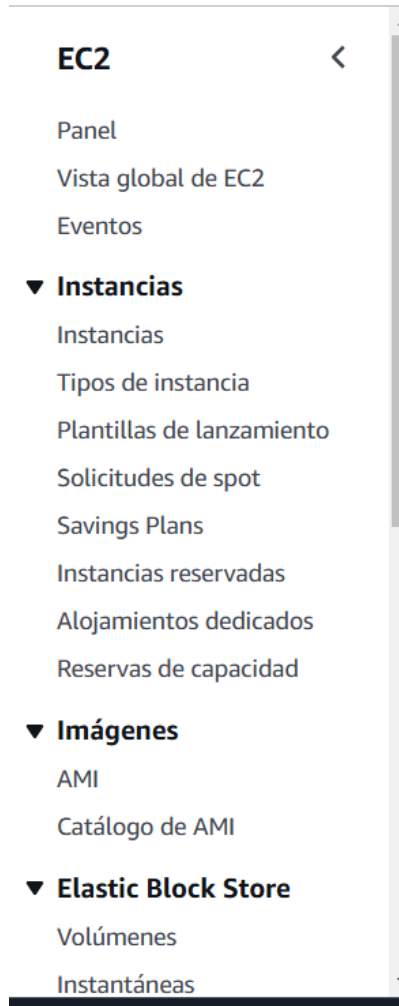 EC2
Panel
Vista global de EC2
Eventos
Instancias
Instancias
Tipos de instancia
Plantillas de lanzamiento
Solicitudes de spot
Savings Plans
Instancias reservadas
Alojamientos dedicados
Reservas de capacidad
Imágenes
AMI
Catálogo de AMI
Elastic Block Store
Volúmenes
Instantáneas